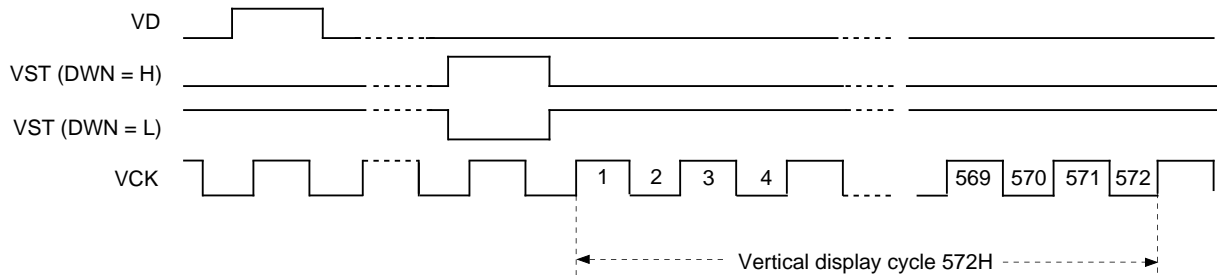 VD
VST (DWN = H)
VST (DWN = L)
VCK 1 2 3 4 569 570 571 572
Vertical display cycle 572H